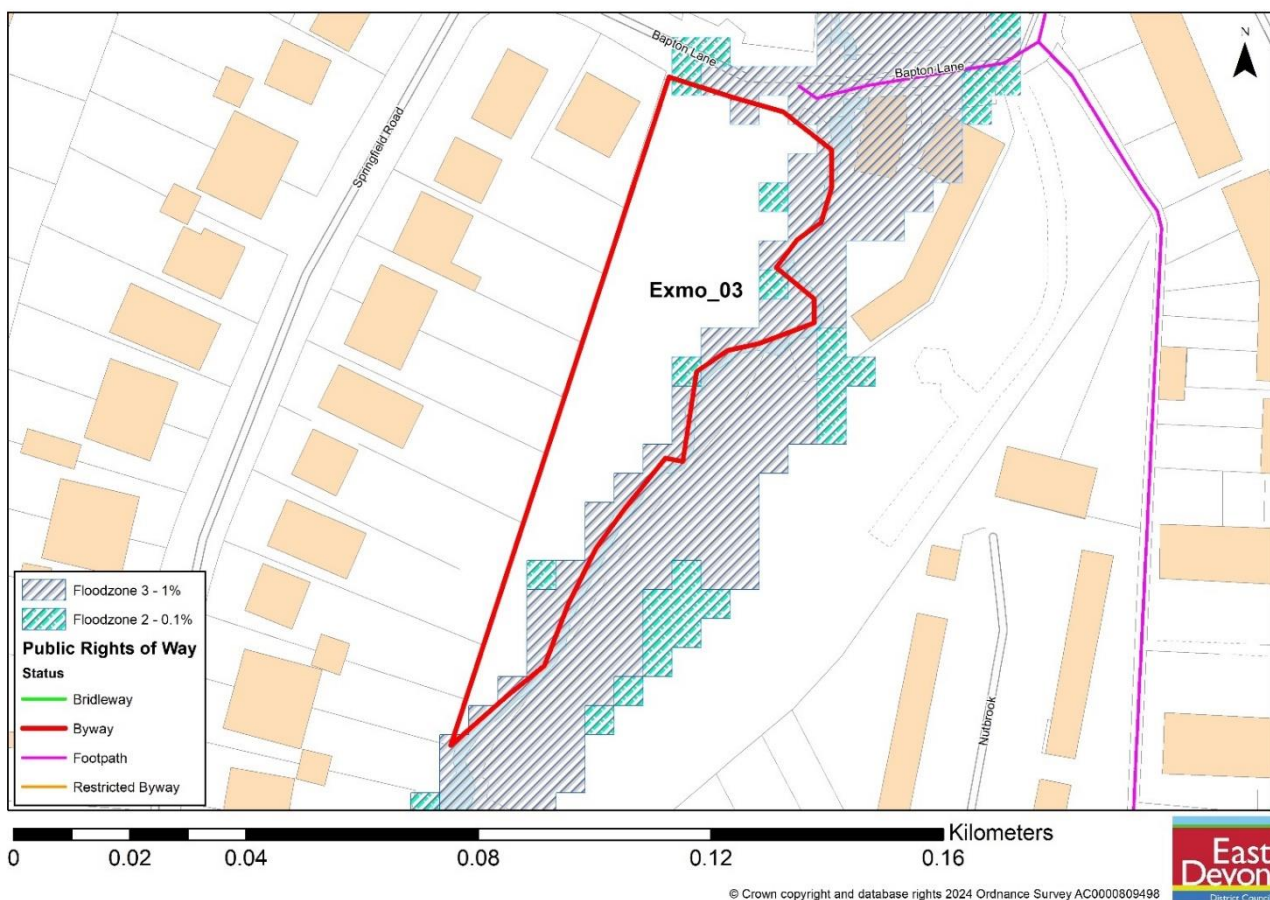 Bapton Lane
Bapton Lane
N
Springfield Road
Exmo_03
Nutbrook
Floodzone 3 - 1%
Floodzone 2 - 0.1%
Public Rights of Way
Status
Bridleway
Byway
Footpath
Restricted Byway
0 0.02 0.04 0.08 0.12 0.16 Kilometers
East
Devon
District Council
© Crown copyright and database rights 2024 Ordnance Survey AC0000809498